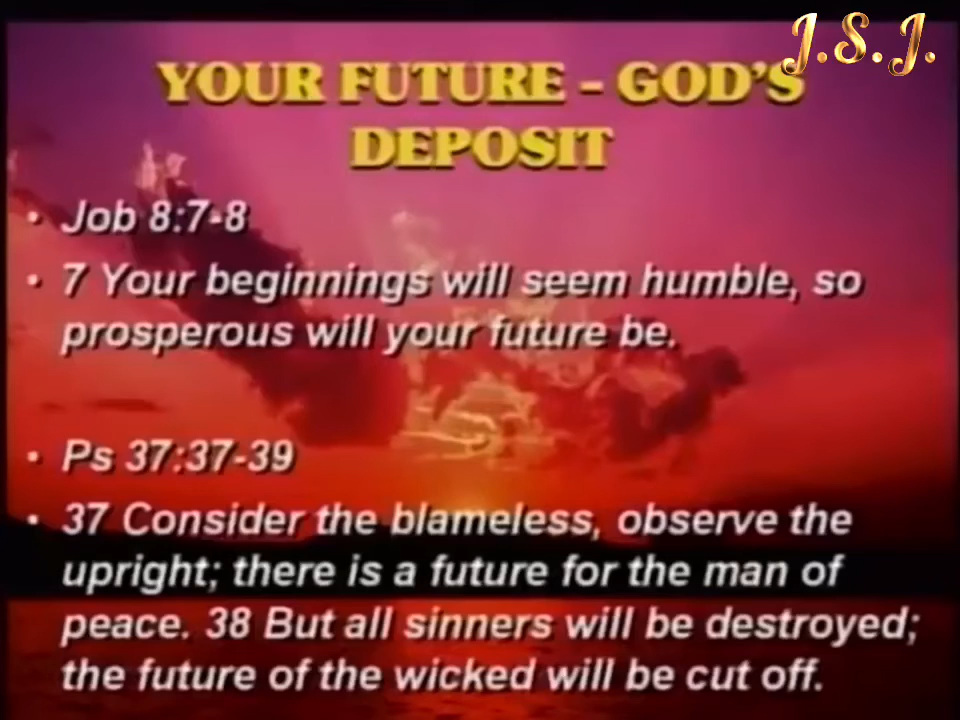 J.S.J.
YOUR FUTURE – GOD'S
DEPOSIT
• Job 8:7-8
• 7 Your beginnings will seem humble, so
prosperous will your future be.
• Ps 37:37-39
• 37 Consider the blameless, observe the
upright; there is a future for the man of
peace. 38 But all sinners will be destroyed;
the future of the wicked will be cut off.